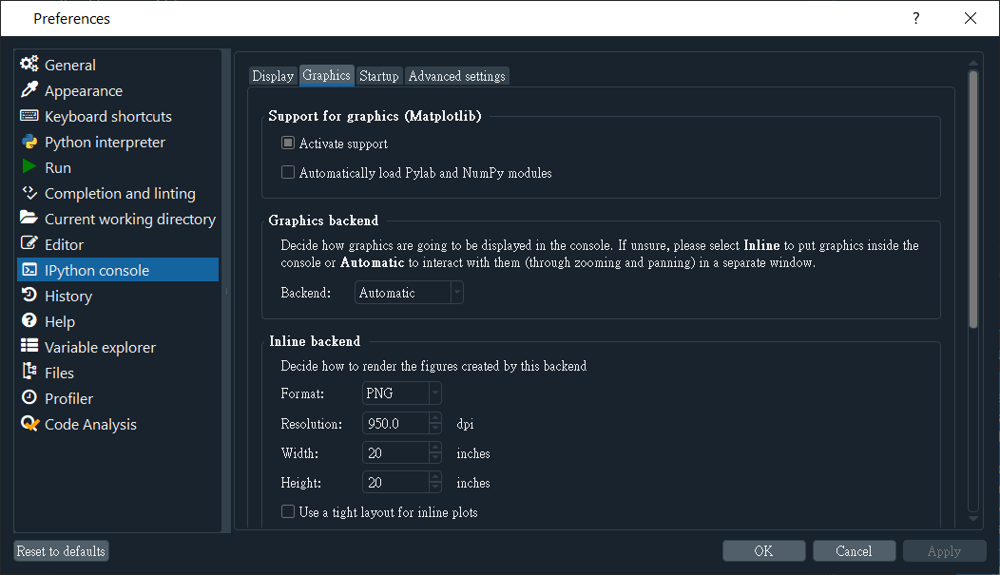 Preferences
?
General
Appearance
Keyboard shortcuts
Python interpreter
Run
Completion and linting
Current working directory
Editor
IPython console
History
Help
Variable explorer
Files
Profiler
Code Analysis
Display Graphics Startup Advanced settings
Support for graphics (Matplotlib)
Activate support
Automatically load Pylab and NumPy modules
Graphics backend
Decide how graphics are going to be displayed in the console. If unsure, please select Inline to put graphics inside the
console or Automatic to interact with them (through zooming and panning) in a separate window.
Backend: Automatic
Inline backend
Decide how to render the figures created by this backend
Format: PNG
Resolution: 950.0 dpi
Width: 20 inches
Height: 20 inches
Use a tight layout for inline plots
Reset to defaults OK Cancel Apply